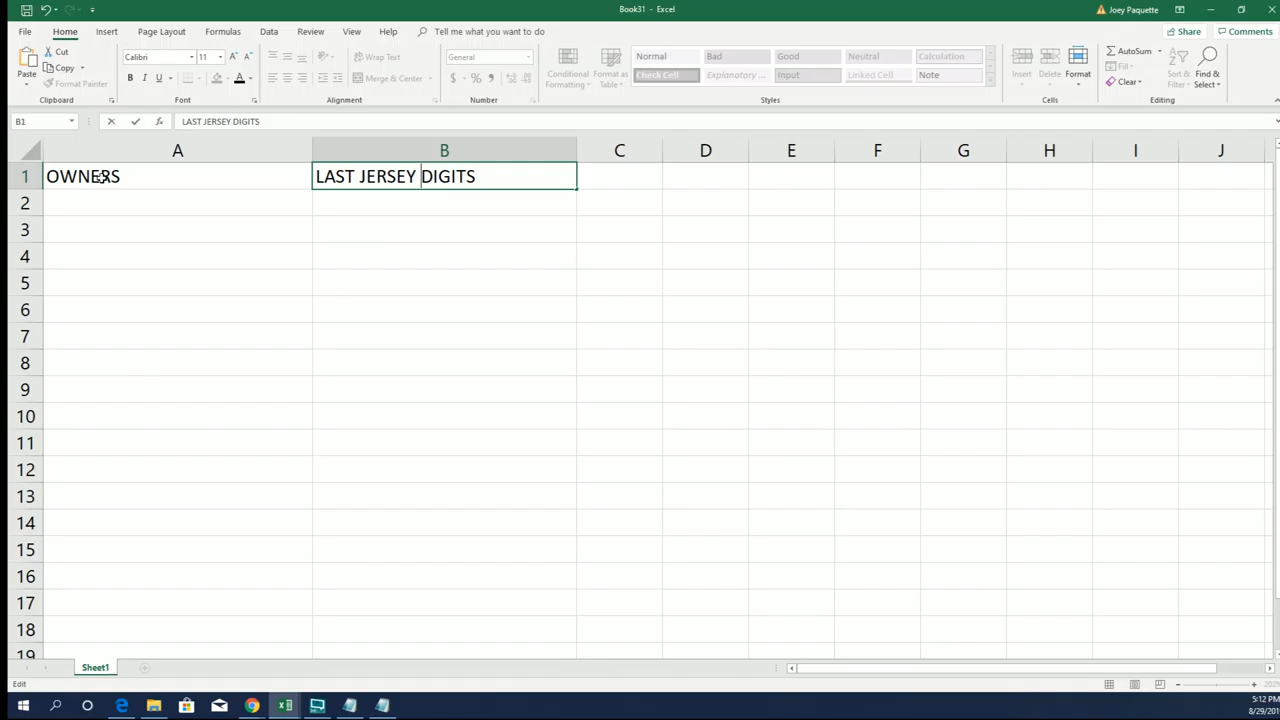 Book31 - Excel
Joey Paquette
File Home Insert Page Layout Formulas Data Review View Help Tell me what you want to do Share Comments
Paste
Cut
Copy
Format Painter
Clipboard
Calibri 11
B I U
Font
Merge & Center
Alignment
General
$ % ,
Number
Conditional Formatting
Format as Table
Normal Bad Good Neutral Calculation
Check Cell Explanatory ... Input Linked Cell Note
Styles
Insert Delete Format
Cells
AutoSum
Fill
Clear
Sort & Filter
Find & Select
Editing
B1 LAST JERSEY DIGITS
A B C D E F G H I J
1 OWNERS LAST JERSEY DIGITS
2
3
4
5
6
7
8
9
10
11
12
13
14
15
16
17
18
19
Sheet1
Edit
5:12 PM